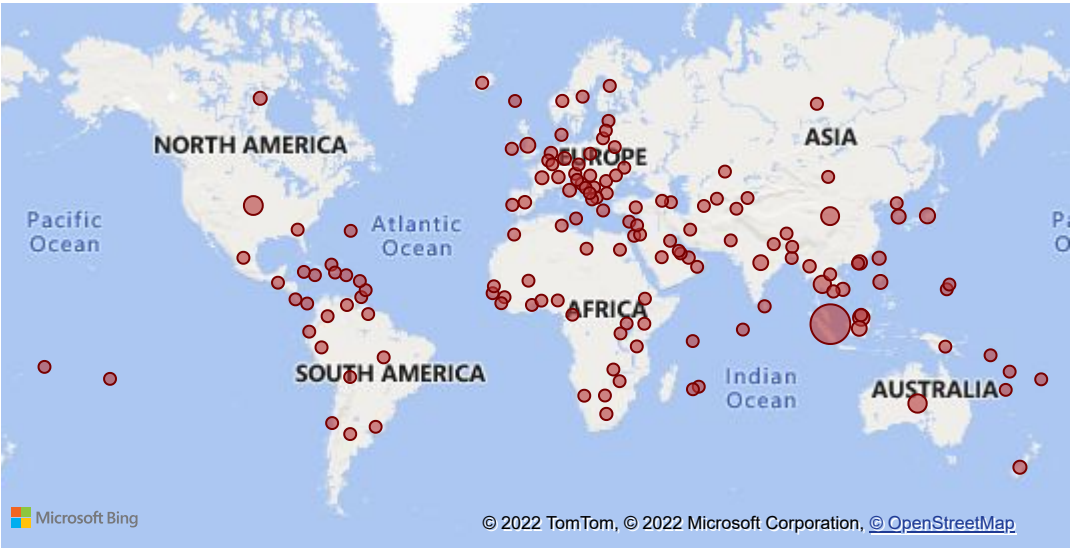 NORTH AMERICA
ASIA
EUROPE
Pacific
Ocean
Atlantic
Ocean
Pa
O
AFRICA
SOUTH AMERICA
Indian
Ocean
AUSTRALIA
Microsoft Bing
© 2022 TomTom, © 2022 Microsoft Corporation, © OpenStreetMap